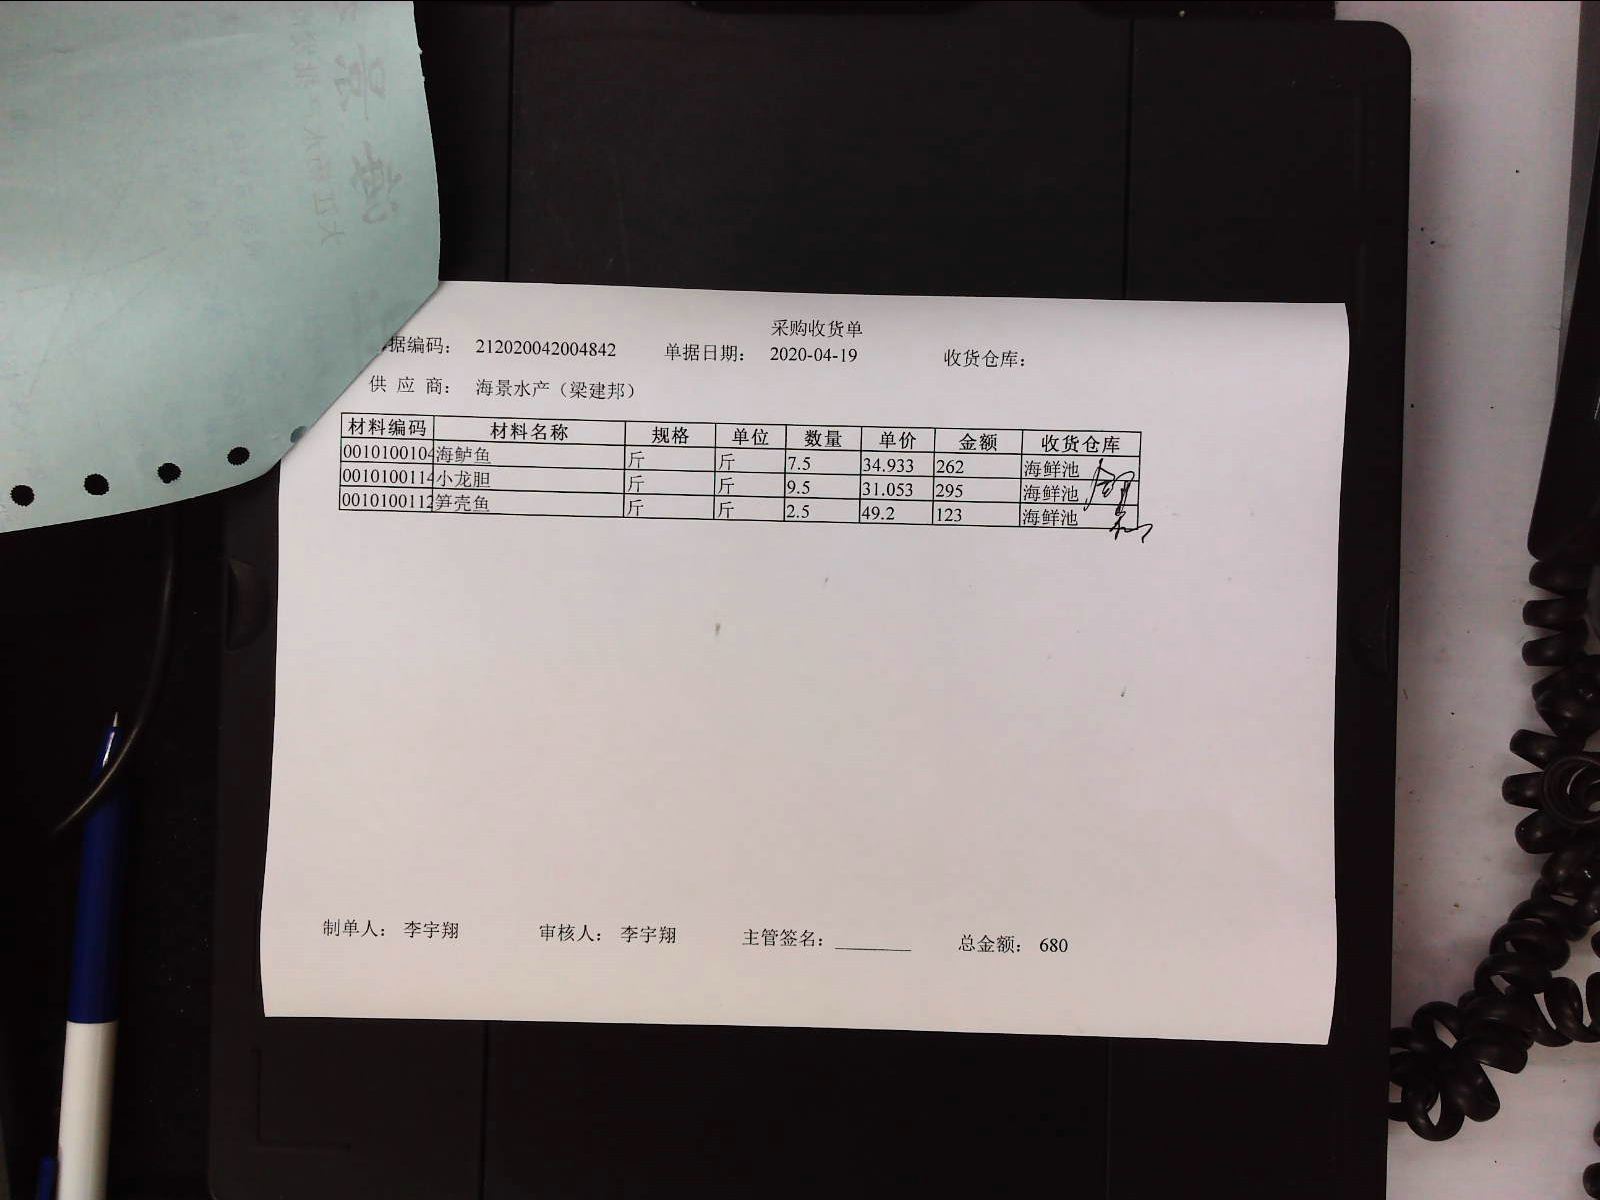 采购收货单
据编码： 212020042004842 单据日期： 2020-04-19 收货仓库：
供 应 商： 海景水产（梁建邦）
材料编码 材料名称 规格 单位 数量 单价 金额 收货仓库
0010100104 海鲈鱼 斤 斤 7.5 34.933 262 海鲜池
0010100114 小龙胆 斤 斤 9.5 31.053 295 海鲜池
0010100112 笋壳鱼 斤 斤 2.5 49.2 123 海鲜池
制单人： 李宇翔 审核人： 李宇翔 主管签名：________ 总金额： 680